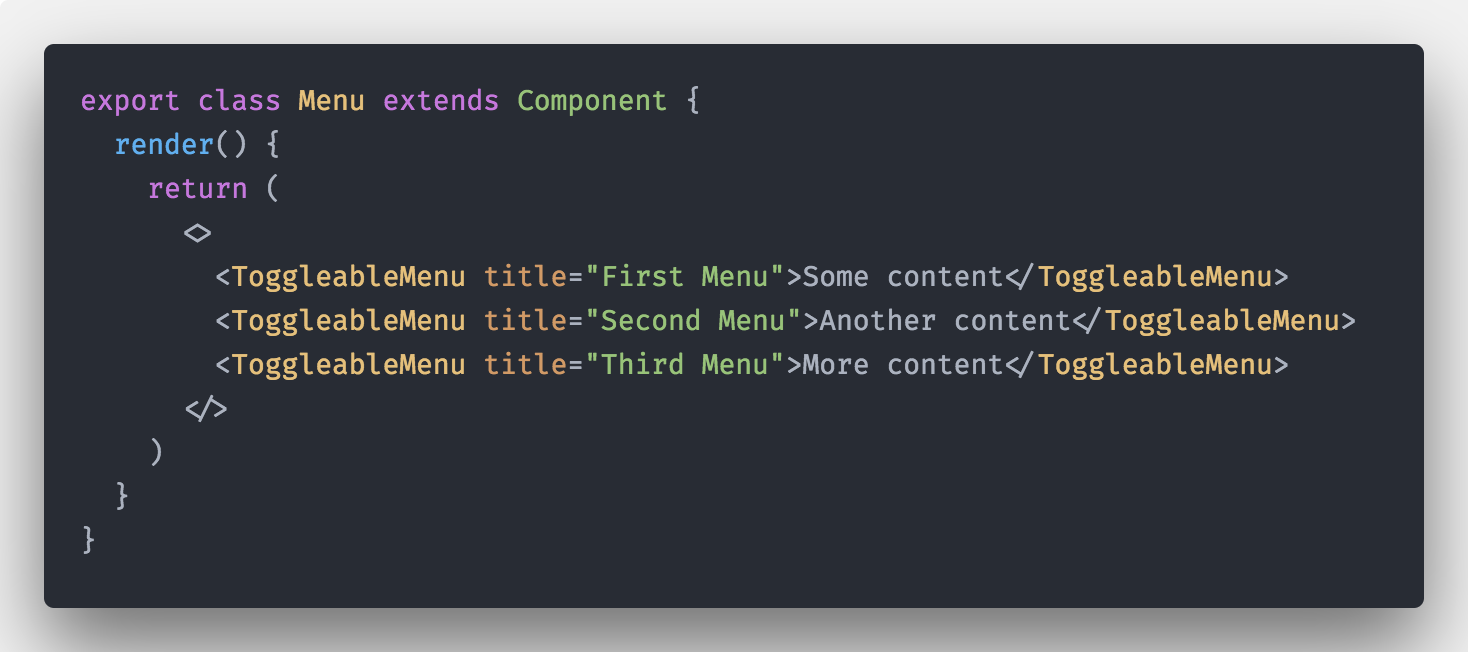 export class Menu extends Component {
  render() {
    return (
      <>
        <ToggleableMenu title="First Menu">Some content</ToggleableMenu>
        <ToggleableMenu title="Second Menu">Another content</ToggleableMenu>
        <ToggleableMenu title="Third Menu">More content</ToggleableMenu>
      </>
    )
  }
}